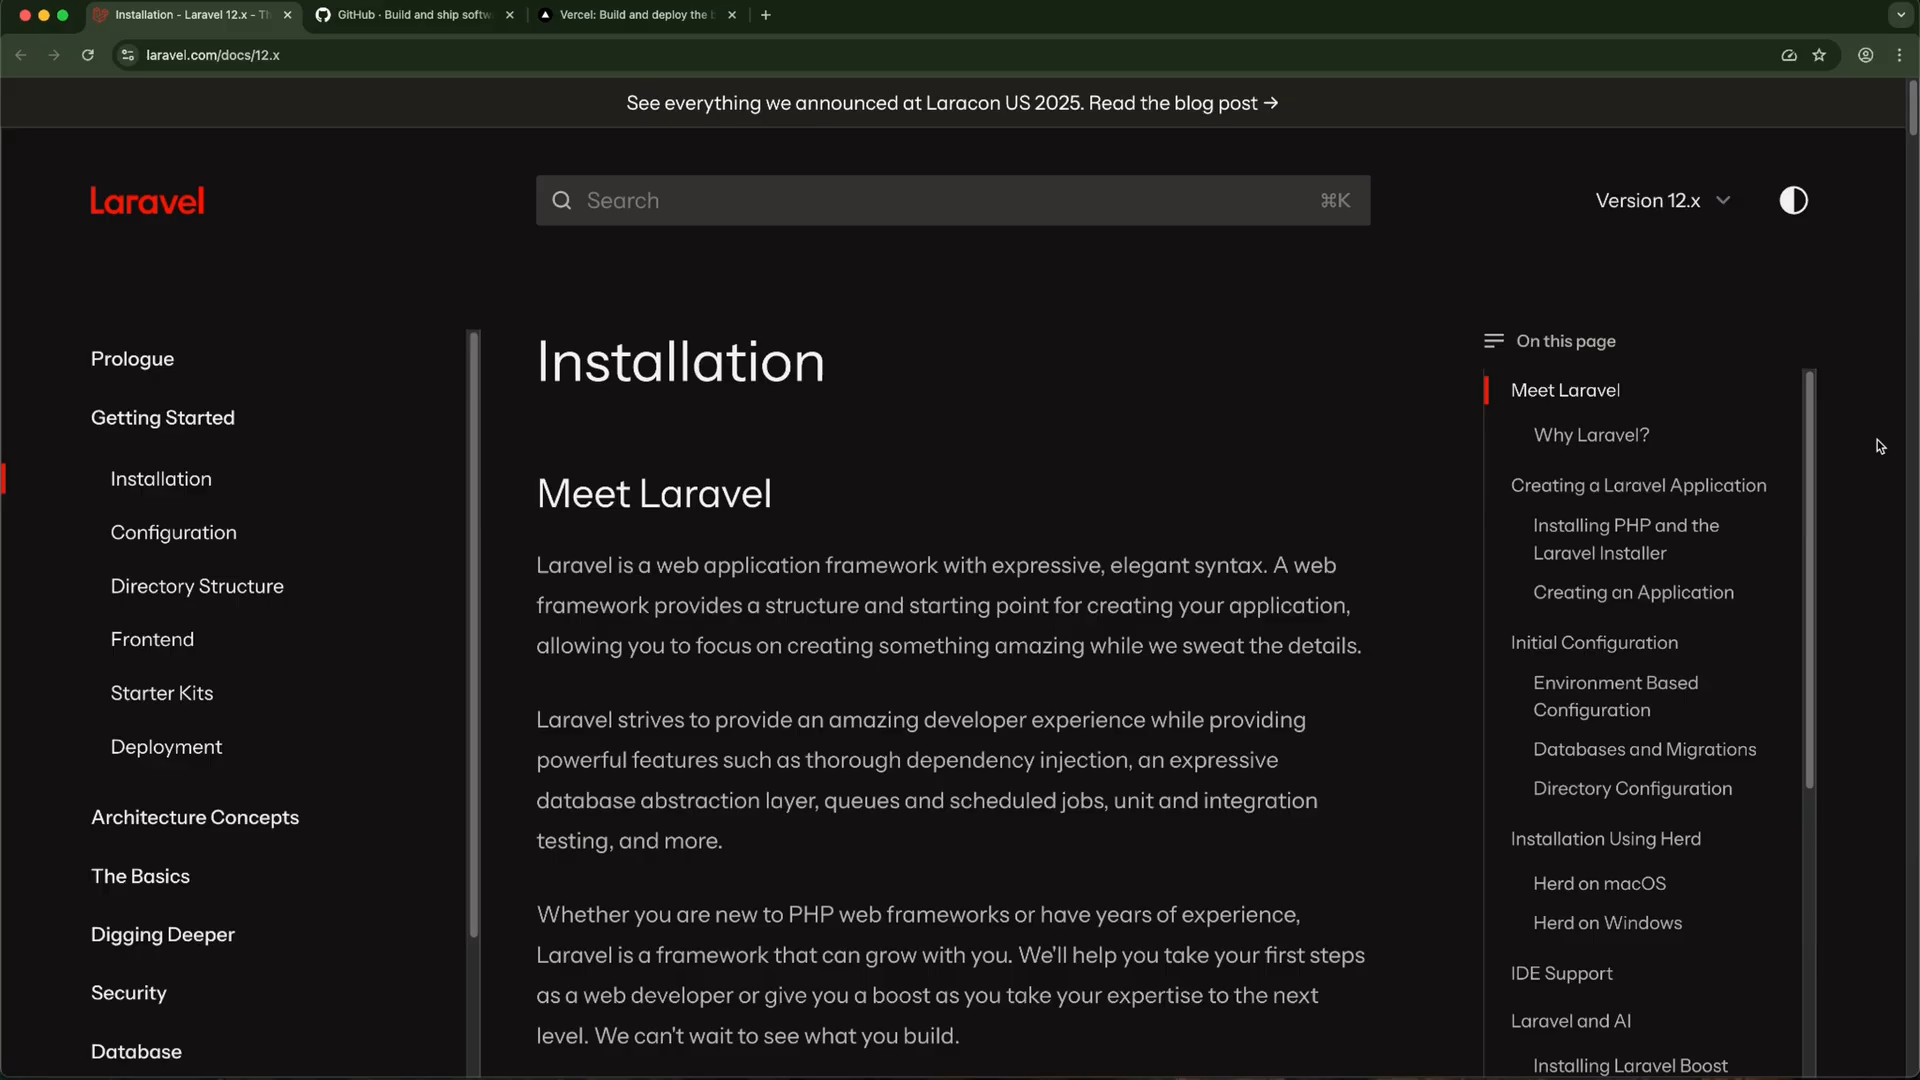 Installation - Laravel 12.x - Th
GitHub · Build and ship softw
Vercel: Build and deploy the b
laravel.com/docs/12.x
See everything we announced at Laracon US 2025. Read the blog post →
Laravel
Search
⌘K
Version 12.x
Prologue
Getting Started
Installation
Configuration
Directory Structure
Frontend
Starter Kits
Deployment
Architecture Concepts
The Basics
Digging Deeper
Security
Database
Installation
Meet Laravel
Laravel is a web application framework with expressive, elegant syntax. A web
framework provides a structure and starting point for creating your application,
allowing you to focus on creating something amazing while we sweat the details.
Laravel strives to provide an amazing developer experience while providing
powerful features such as thorough dependency injection, an expressive
database abstraction layer, queues and scheduled jobs, unit and integration
testing, and more.
Whether you are new to PHP web frameworks or have years of experience,
Laravel is a framework that can grow with you. We'll help you take your first steps
as a web developer or give you a boost as you take your expertise to the next
level. We can't wait to see what you build.
On this page
Meet Laravel
Why Laravel?
Creating a Laravel Application
Installing PHP and the
Laravel Installer
Creating an Application
Initial Configuration
Environment Based
Configuration
Databases and Migrations
Directory Configuration
Installation Using Herd
Herd on macOS
Herd on Windows
IDE Support
Laravel and AI
Installing Laravel Boost